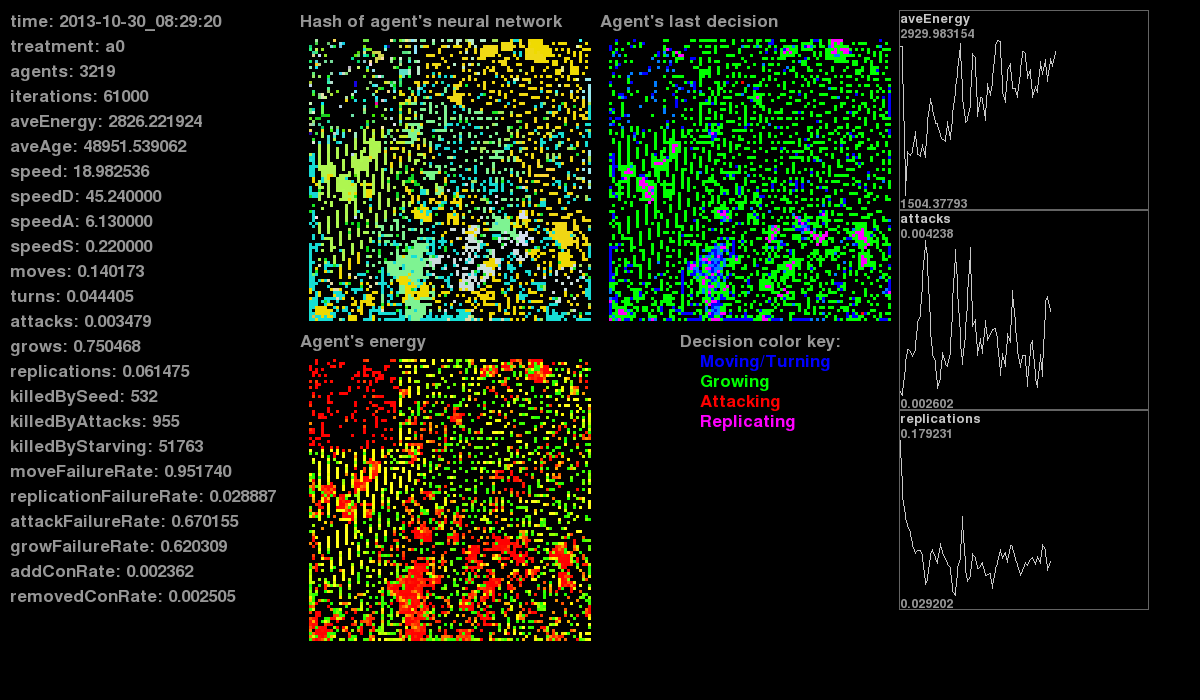 time: 2013-10-30_08:29:20
treatment: a0
agents: 3219
iterations: 61000
aveEnergy: 2826.221924
aveAge: 48951.539062
speed: 18.982536
speedD: 45.240000
speedA: 6.130000
speedS: 0.220000
moves: 0.140173
turns: 0.044405
attacks: 0.003479
grows: 0.750468
replications: 0.061475
killedBySeed: 532
killedByAttacks: 955
killedByStarving: 51763
moveFailureRate: 0.951740
replicationFailureRate: 0.028887
attackFailureRate: 0.670155
growFailureRate: 0.620309
addConRate: 0.002362
removedConRate: 0.002505
Hash of agent's neural network
Agent's last decision
Agent's energy
Decision color key:
Moving/Turning
Growing
Attacking
Replicating
aveEnergy
2929.983154
1504.37793
attacks
0.004238
0.002602
replications
0.179231
0.029202